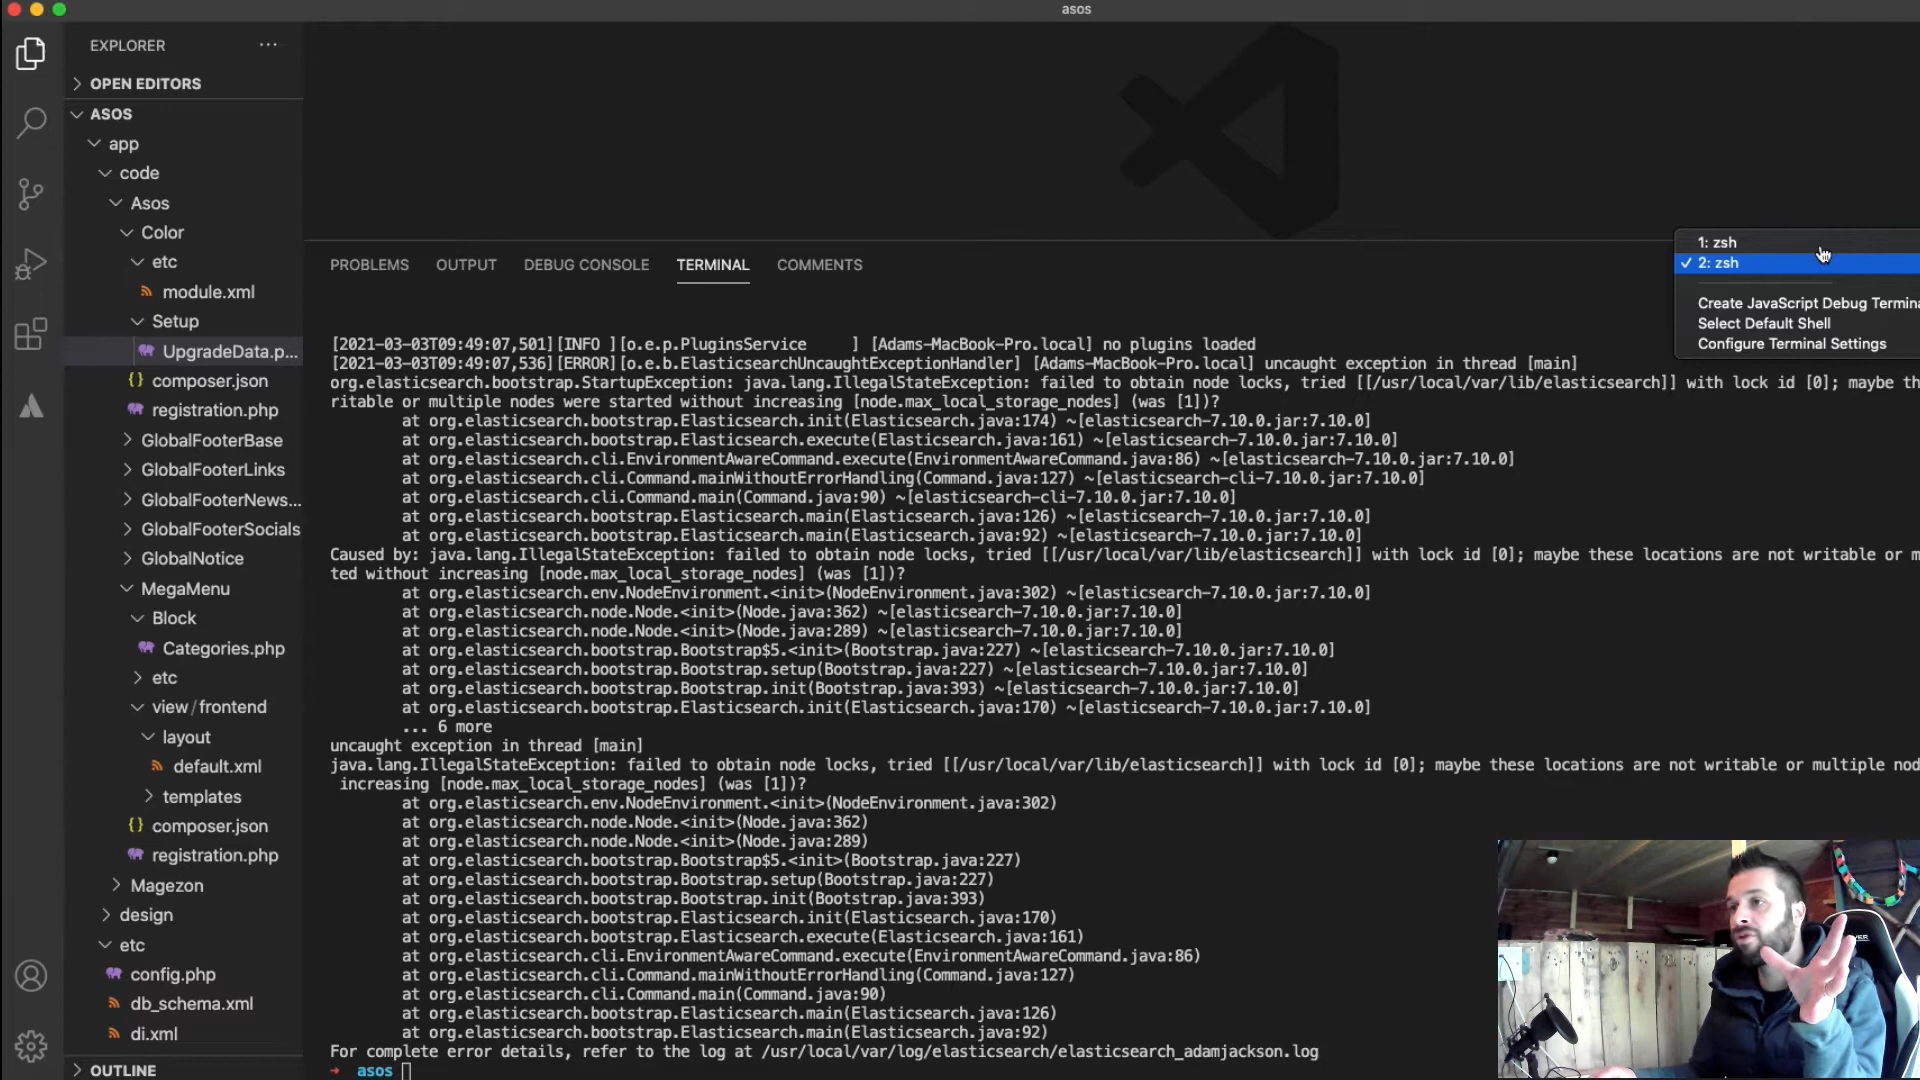 asos
EXPLORER
OPEN EDITORS
ASOS
app
code
Asos
Color
etc
module.xml
Setup
UpgradeData.p...
composer.json
registration.php
GlobalFooterBase
GlobalFooterLinks
GlobalFooterNews...
GlobalFooterSocials
GlobalNotice
MegaMenu
Block
Categories.php
etc
view/frontend
layout
default.xml
templates
composer.json
registration.php
Magezon
design
etc
config.php
db_schema.xml
di.xml
OUTLINE
PROBLEMS OUTPUT DEBUG CONSOLE TERMINAL COMMENTS
1: zsh
✓ 2: zsh
Create JavaScript Debug Termina
Select Default Shell
Configure Terminal Settings
[2021-03-03T09:49:07,501][INFO ][o.e.p.PluginsService     ] [Adams-MacBook-Pro.local] no plugins loaded
[2021-03-03T09:49:07,536][ERROR][o.e.b.ElasticsearchUncaughtExceptionHandler] [Adams-MacBook-Pro.local] uncaught exception in thread [main]
org.elasticsearch.bootstrap.StartupException: java.lang.IllegalStateException: failed to obtain node locks, tried [[/usr/local/var/lib/elasticsearch]] with lock id [0]; maybe th
ritable or multiple nodes were started without increasing [node.max_local_storage_nodes] (was [1])?
at org.elasticsearch.bootstrap.Elasticsearch.init(Elasticsearch.java:174) ~[elasticsearch-7.10.0.jar:7.10.0]
at org.elasticsearch.bootstrap.Elasticsearch.execute(Elasticsearch.java:161) ~[elasticsearch-7.10.0.jar:7.10.0]
at org.elasticsearch.cli.EnvironmentAwareCommand.execute(EnvironmentAwareCommand.java:86) ~[elasticsearch-7.10.0.jar:7.10.0]
at org.elasticsearch.cli.Command.mainWithoutErrorHandling(Command.java:127) ~[elasticsearch-cli-7.10.0.jar:7.10.0]
at org.elasticsearch.cli.Command.main(Command.java:90) ~[elasticsearch-cli-7.10.0.jar:7.10.0]
at org.elasticsearch.bootstrap.Elasticsearch.main(Elasticsearch.java:126) ~[elasticsearch-7.10.0.jar:7.10.0]
at org.elasticsearch.bootstrap.Elasticsearch.main(Elasticsearch.java:92) ~[elasticsearch-7.10.0.jar:7.10.0]
Caused by: java.lang.IllegalStateException: failed to obtain node locks, tried [[/usr/local/var/lib/elasticsearch]] with lock id [0]; maybe these locations are not writable or m
ted without increasing [node.max_local_storage_nodes] (was [1])?
at org.elasticsearch.env.NodeEnvironment.<init>(NodeEnvironment.java:302) ~[elasticsearch-7.10.0.jar:7.10.0]
at org.elasticsearch.node.Node.<init>(Node.java:362) ~[elasticsearch-7.10.0.jar:7.10.0]
at org.elasticsearch.node.Node.<init>(Node.java:289) ~[elasticsearch-7.10.0.jar:7.10.0]
at org.elasticsearch.bootstrap.Bootstrap$5.<init>(Bootstrap.java:227) ~[elasticsearch-7.10.0.jar:7.10.0]
at org.elasticsearch.bootstrap.Bootstrap.setup(Bootstrap.java:227) ~[elasticsearch-7.10.0.jar:7.10.0]
at org.elasticsearch.bootstrap.Bootstrap.init(Bootstrap.java:393) ~[elasticsearch-7.10.0.jar:7.10.0]
at org.elasticsearch.bootstrap.Elasticsearch.init(Elasticsearch.java:170) ~[elasticsearch-7.10.0.jar:7.10.0]
... 6 more
uncaught exception in thread [main]
java.lang.IllegalStateException: failed to obtain node locks, tried [[/usr/local/var/lib/elasticsearch]] with lock id [0]; maybe these locations are not writable or multiple nod
increasing [node.max_local_storage_nodes] (was [1])?
at org.elasticsearch.env.NodeEnvironment.<init>(NodeEnvironment.java:302)
at org.elasticsearch.node.Node.<init>(Node.java:362)
at org.elasticsearch.node.Node.<init>(Node.java:289)
at org.elasticsearch.bootstrap.Bootstrap$5.<init>(Bootstrap.java:227)
at org.elasticsearch.bootstrap.Bootstrap.setup(Bootstrap.java:227)
at org.elasticsearch.bootstrap.Bootstrap.init(Bootstrap.java:393)
at org.elasticsearch.bootstrap.Elasticsearch.init(Elasticsearch.java:170)
at org.elasticsearch.bootstrap.Elasticsearch.execute(Elasticsearch.java:161)
at org.elasticsearch.cli.EnvironmentAwareCommand.execute(EnvironmentAwareCommand.java:86)
at org.elasticsearch.cli.Command.mainWithoutErrorHandling(Command.java:127)
at org.elasticsearch.cli.Command.main(Command.java:90)
at org.elasticsearch.bootstrap.Elasticsearch.main(Elasticsearch.java:126)
at org.elasticsearch.bootstrap.Elasticsearch.main(Elasticsearch.java:92)
For complete error details, refer to the log at /usr/local/var/log/elasticsearch/elasticsearch_adamjackson.log
→ asos